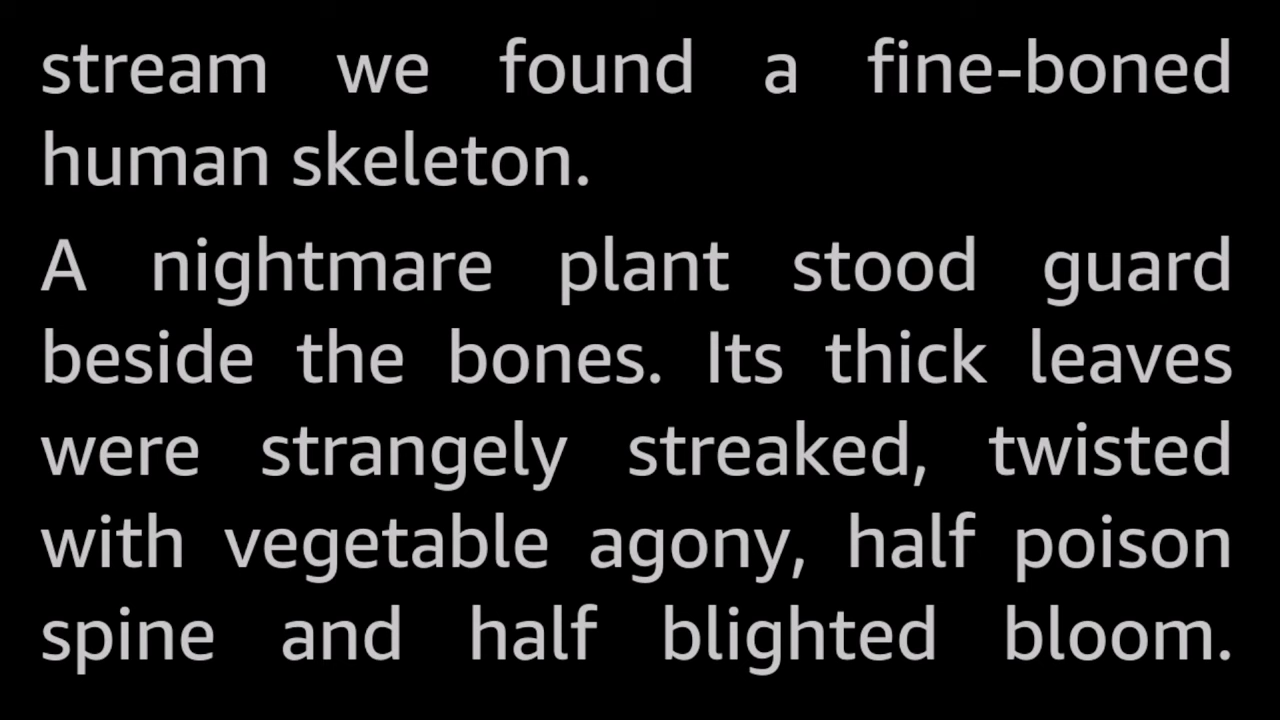 stream we found a fine-boned
human skeleton.
A nightmare plant stood guard
beside the bones. Its thick leaves
were strangely streaked, twisted
with vegetable agony, half poison
spine and half blighted bloom.